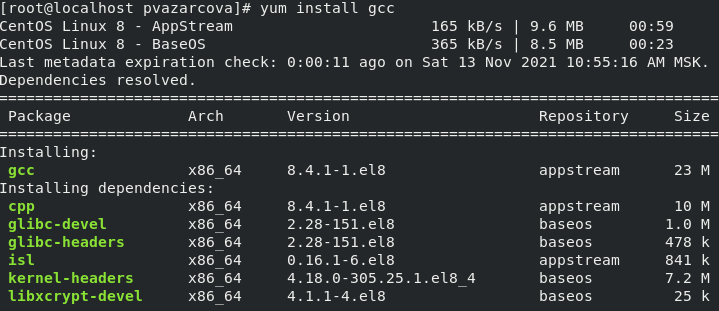 [root@localhost pvazarcova]# yum install gcc
CentOS Linux 8 - AppStream                      165 kB/s | 9.6 MB     00:59
CentOS Linux 8 - BaseOS                         365 kB/s | 8.5 MB     00:23
Last metadata expiration check: 0:00:11 ago on Sat 13 Nov 2021 10:55:16 AM MSK.
Dependencies resolved.
================================================================================
 Package             Arch       Version                     Repository     Size
================================================================================
Installing:
 gcc                 x86_64     8.4.1-1.el8                 appstream      23 M
Installing dependencies:
 cpp                 x86_64     8.4.1-1.el8                 appstream      10 M
 glibc-devel         x86_64     2.28-151.el8                baseos        1.0 M
 glibc-headers       x86_64     2.28-151.el8                baseos        478 k
 isl                 x86_64     0.16.1-6.el8                appstream     841 k
 kernel-headers      x86_64     4.18.0-305.25.1.el8_4       baseos        7.2 M
 libxcrypt-devel     x86_64     4.1.1-4.el8                 baseos         25 k